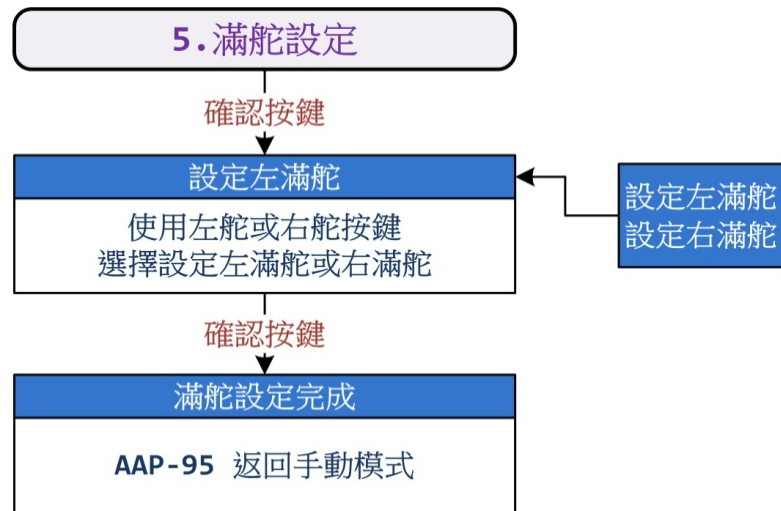 5.滿舵設定
確認按鍵
設定左滿舵
使用左舵或右舵按鍵
選擇設定左滿舵或右滿舵
設定左滿舵
設定右滿舵
確認按鍵
滿舵設定完成
AAP-95 返回手動模式